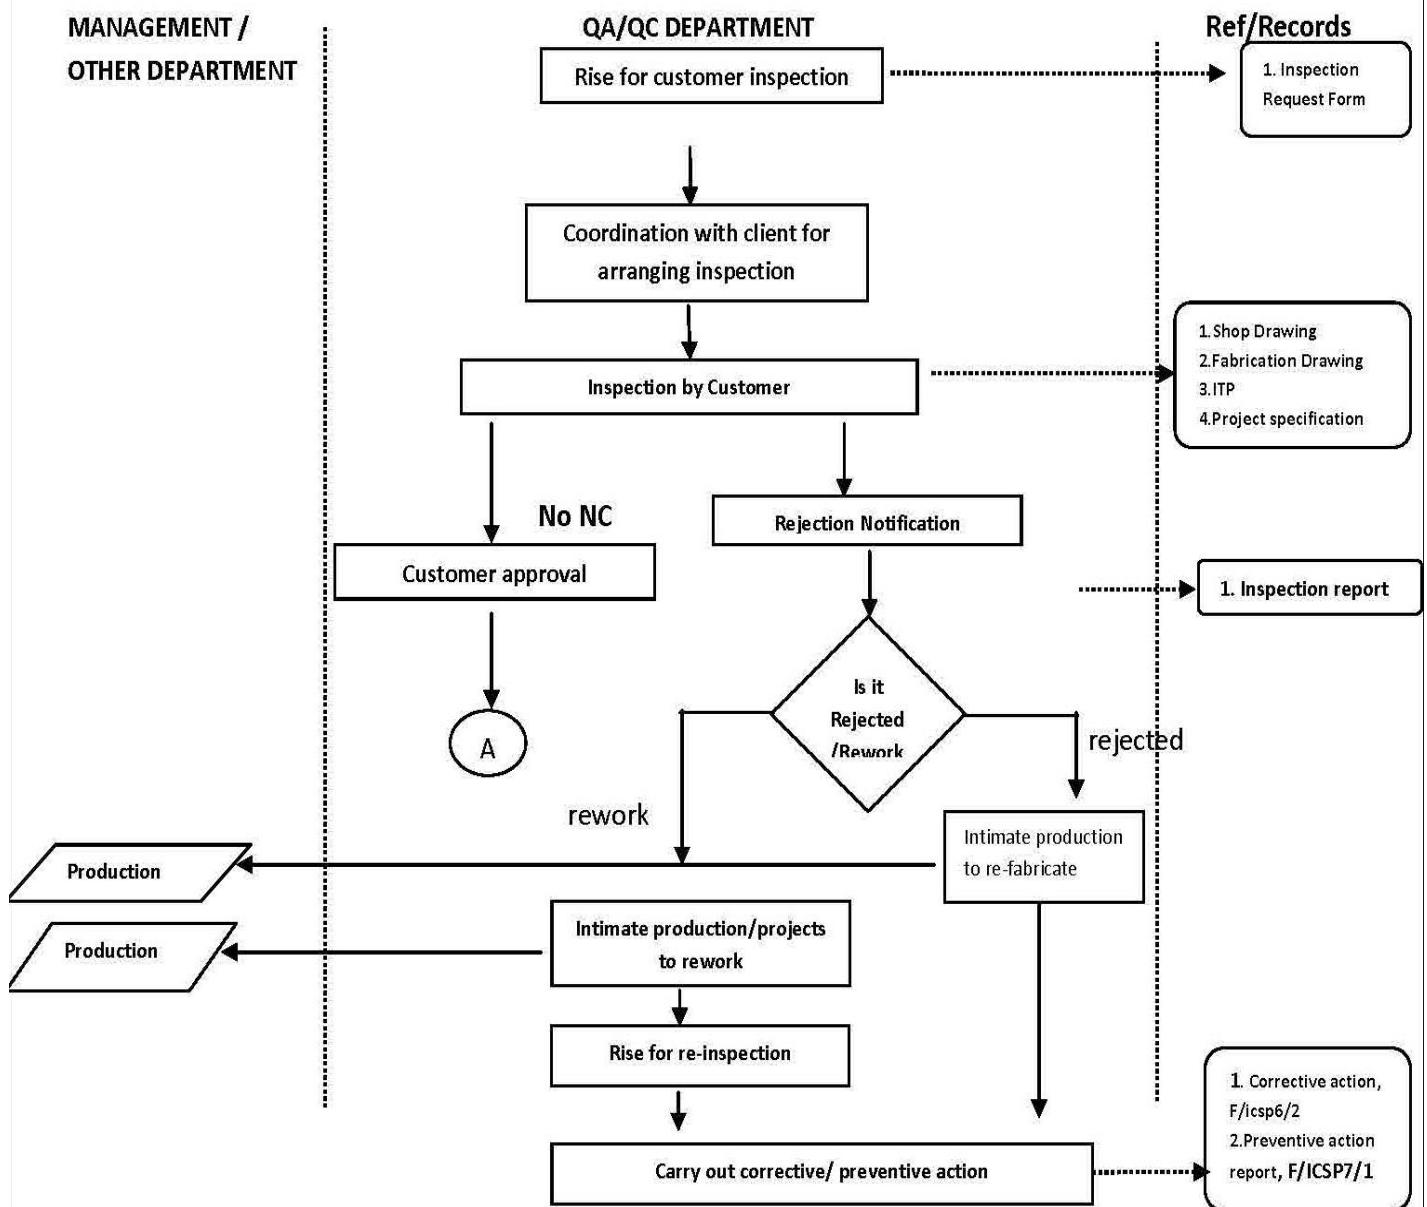 MANAGEMENT /
OTHER DEPARTMENT
QA/QC DEPARTMENT
Ref/Records
Rise for customer inspection
1. Inspection
Request Form
Coordination with client for
arranging inspection
Inspection by Customer
1.Shop Drawing
2.Fabrication Drawing
3.ITP
4.Project specification
No NC
Rejection Notification
Customer approval
1. Inspection report
A
Is it
Rejected
/Rework
rejected
rework
Intimate production
to re-fabricate
Production
Production
Intimate production/projects
to rework
Rise for re-inspection
Carry out corrective/ preventive action
1. Corrective action,
F/icsp6/2
2.Preventive action
report, F/ICSP7/1